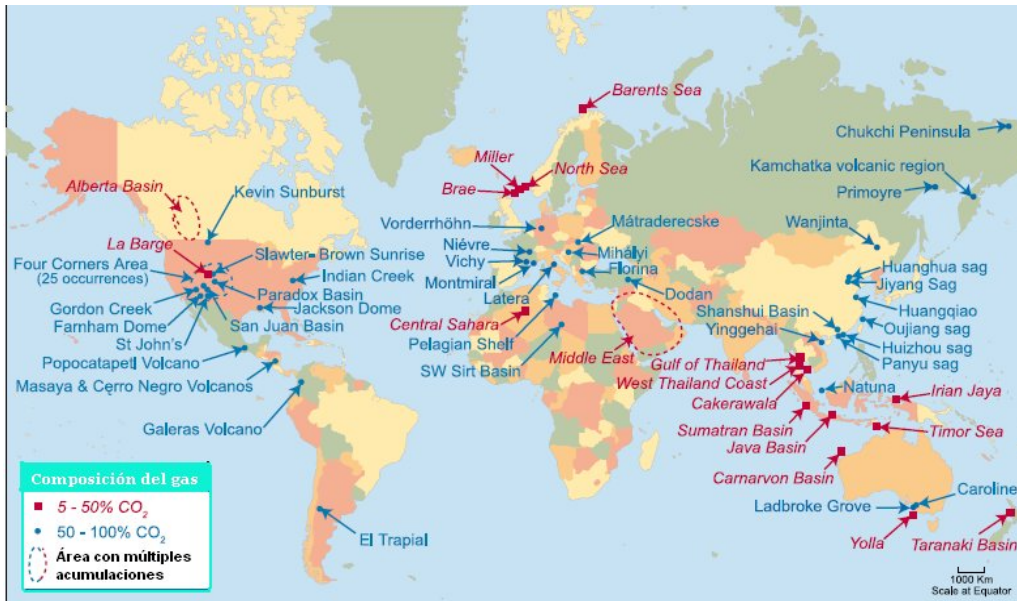 Barents Sea
Chukchi Peninsula
Miller
North Sea
Kamchatka volcanic region
Alberta Basin
Kevin Sunburst
Brae
Primoyre
Vorderrhöhn
Mátraderecske
Wanjinta
La Barge
Slawter- Brown Sunrise
Niévre
Mihályi
Four Corners Area
(25 occurrences)
Indian Creek
Vichy
Florina
Huanghua sag
Jiyang Sag
Gordon Creek
Paradox Basin
Montmiral
Dodan
Huangqiao
Farnham Dome
Jackson Dome
Latera
Shanshui Basin
St John's
San Juan Basin
Central Sahara
Yinggehai
Oujiang sag
Popocatapetl Volcano
Pelagian Shelf
Middle East
Gulf of Thailand
Huizhou sag
Masaya & Cęrro Negro Volcanos
SW Sirt Basin
West Thailand Coast
Panyu sag
Cakerawala
Natuna
Irian Jaya
Galeras Volcano
Sumatran Basin
Java Basin
Timor Sea
Carnarvon Basin
Composición del gas
5 - 50% CO₂
50 - 100% CO₂
Área con múltiples
acumulaciones
El Trapial
Ladbroke Grove
Caroline
Yolla
Taranaki Basin
1000 Km
Scale at Equator